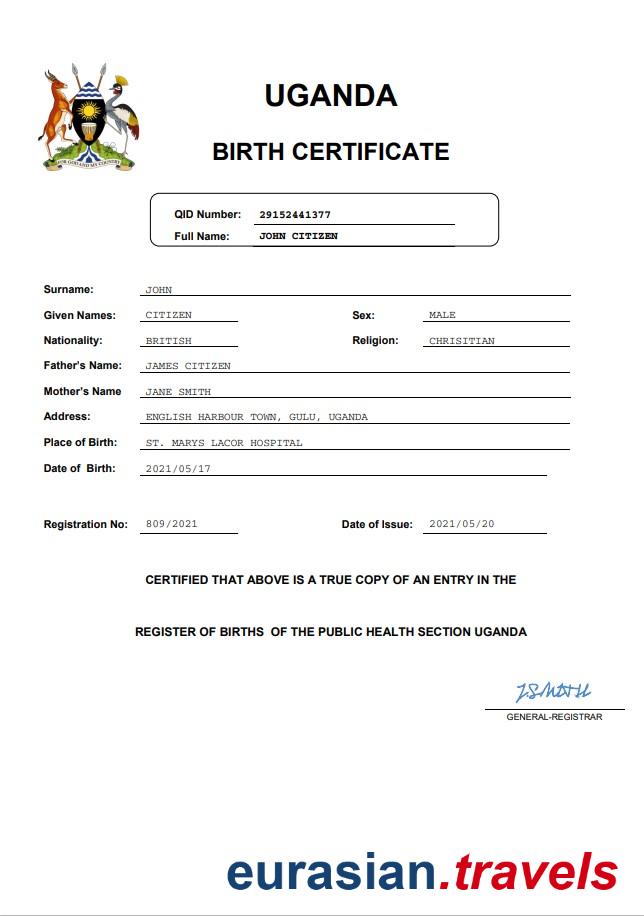 FOR GOD AND MY COUNTRY
UGANDA
BIRTH CERTIFICATE
QID Number: 29152441377
Full Name: JOHN CITIZEN
Surname: JOHN
Given Names: CITIZEN Sex: MALE
Nationality: BRITISH Religion: CHRISITIAN
Father's Name: JAMES CITIZEN
Mother's Name JANE SMITH
Address: ENGLISH HARBOUR TOWN, GULU, UGANDA
Place of Birth: ST. MARYS LACOR HOSPITAL
Date of Birth: 2021/05/17
Registration No: 809/2021 Date of Issue: 2021/05/20
CERTIFIED THAT ABOVE IS A TRUE COPY OF AN ENTRY IN THE
REGISTER OF BIRTHS OF THE PUBLIC HEALTH SECTION UGANDA
J.SMITH
GENERAL-REGISTRAR
eurasian.travels